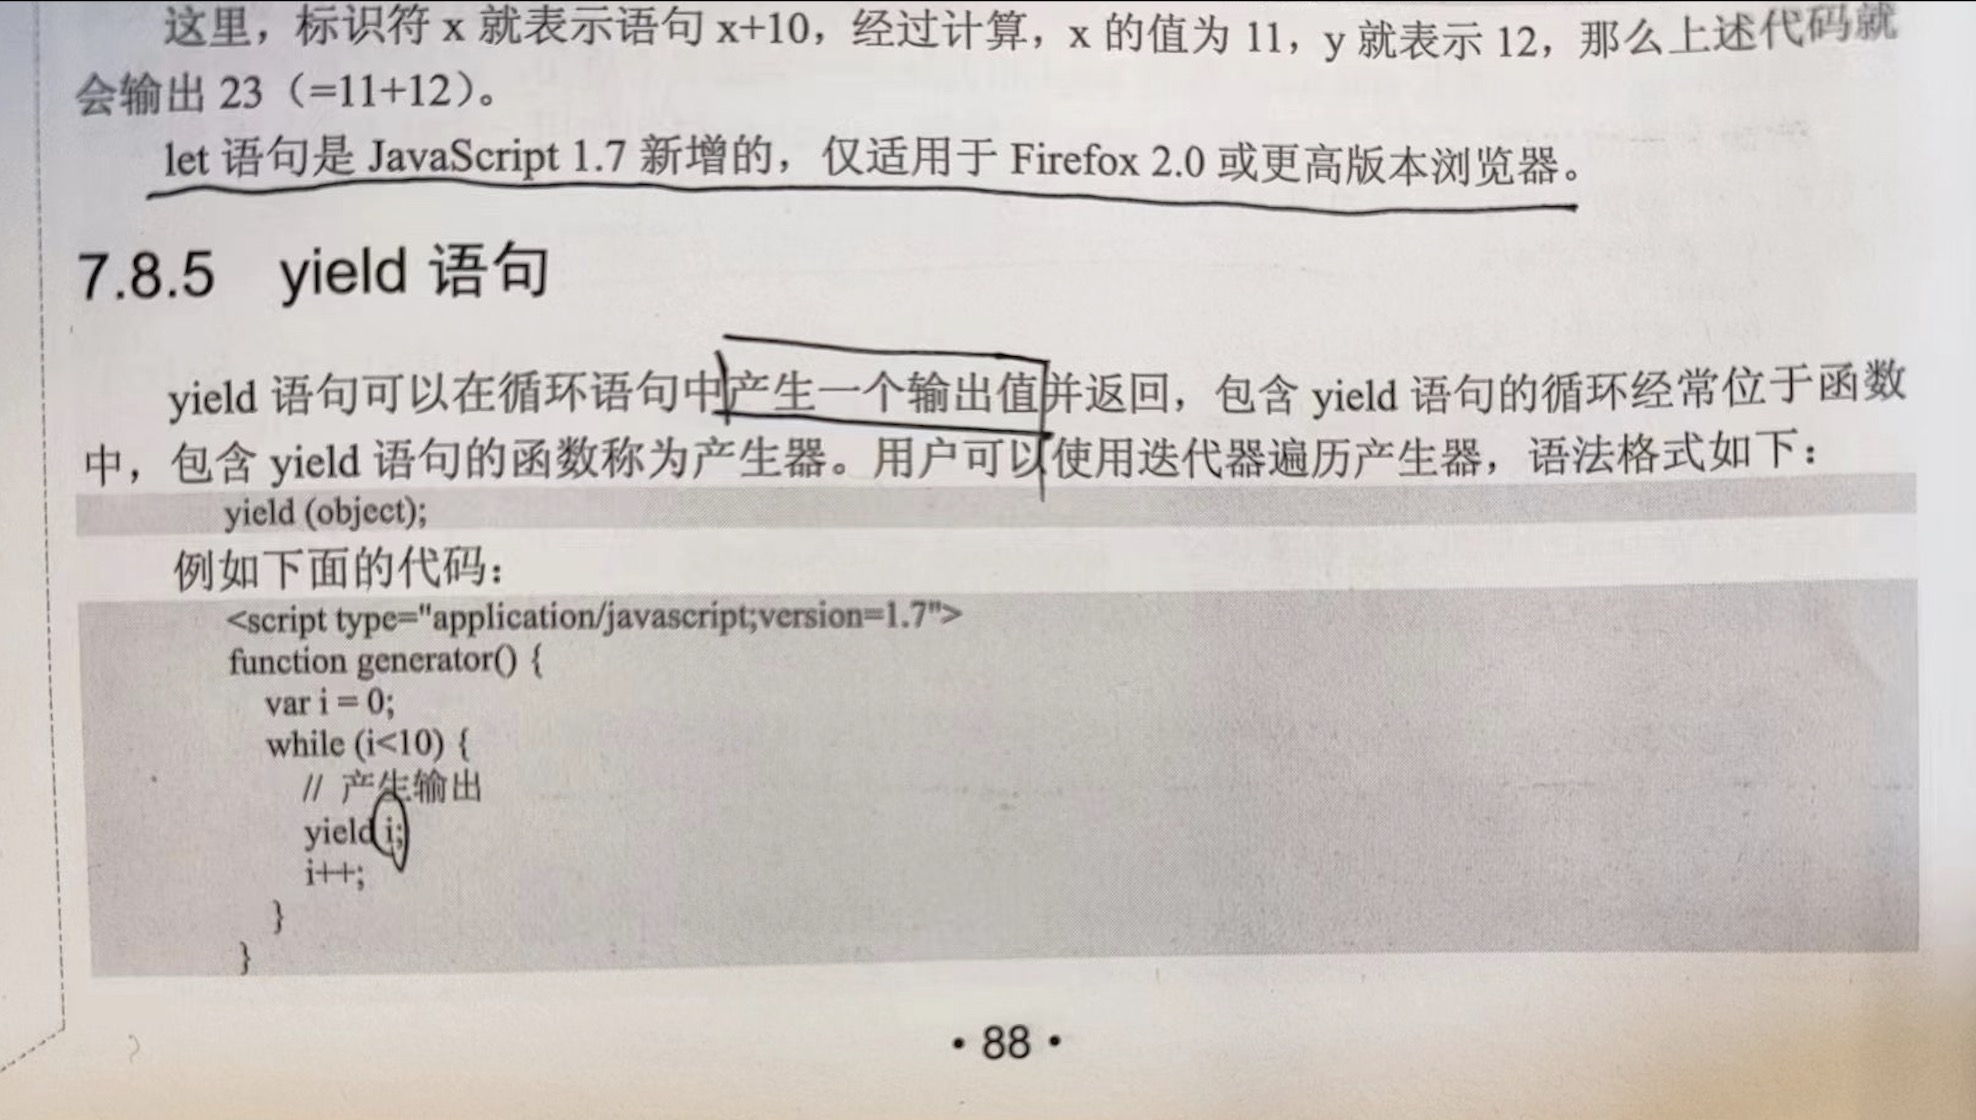 这里，标识符 x 就表示语句 x+10，经过计算，x 的值为 11，y 就表示 12，那么上述代码就
会输出 23（=11+12）。
let 语句是 JavaScript 1.7 新增的，仅适用于 Firefox 2.0 或更高版本浏览器。
7.8.5 yield 语句
yield 语句可以在循环语句中产生一个输出值并返回，包含 yield 语句的循环经常位于函数
中，包含 yield 语句的函数称为产生器。用户可以使用迭代器遍历产生器，语法格式如下：
yield (object);
例如下面的代码：
<script type="application/javascript;version=1.7">
function generator() {
var i = 0;
while (i<10) {
// 产生输出
yield i;
i++;
}
}
·88·